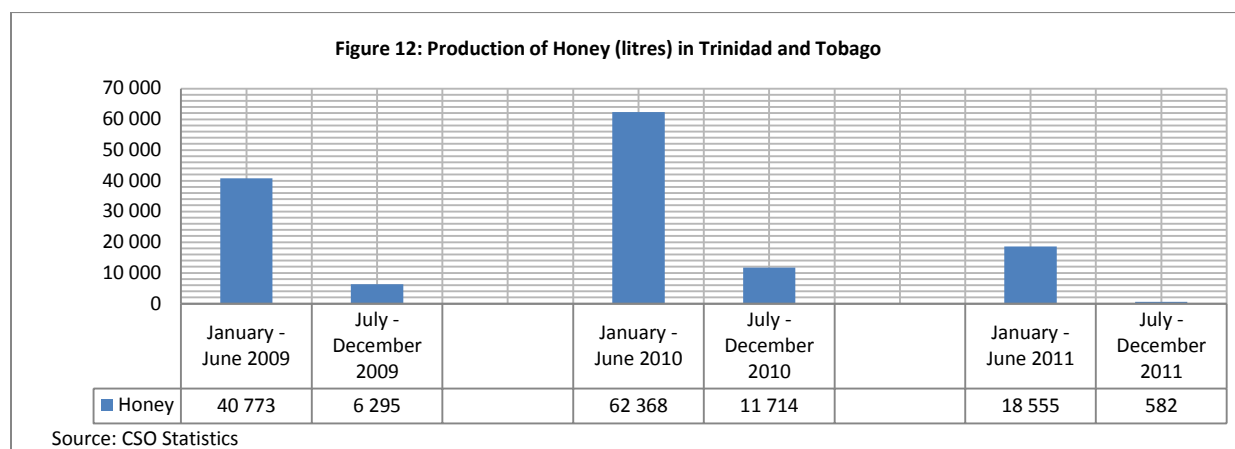 Figure 12: Production of Honey (litres) in Trinidad and Tobago
70 000
60 000
50 000
40 000
30 000
20 000
10 000
0
January - June 2009
July - December 2009
January - June 2010
July - December 2010
January - June 2011
July - December 2011
Honey 40 773 6 295 62 368 11 714 18 555 582
Source: CSO Statistics